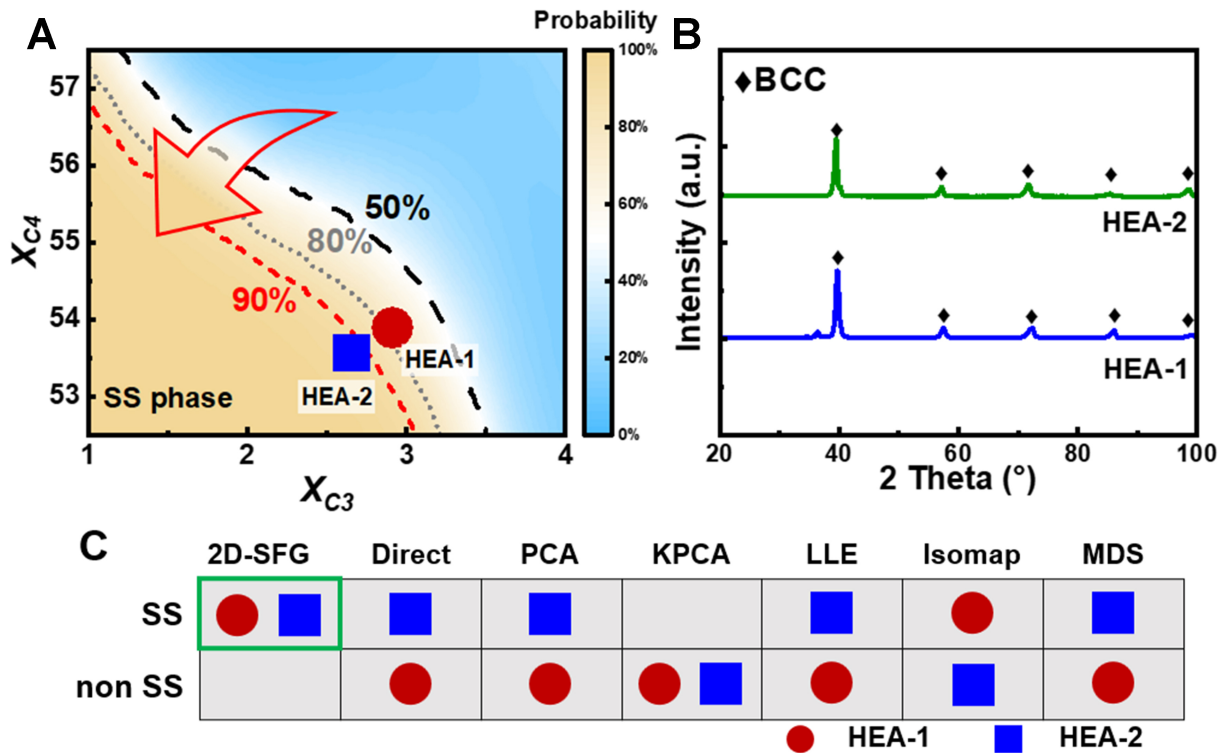 A
Probability
B
57
56
55
54
53
X_C4
50%
80%
90%
HEA-1
HEA-2
SS phase
1
2
3
4
X_C3
100%
80%
60%
40%
20%
0%
♦BCC
Intensity (a.u.)
HEA-2
HEA-1
20
40
60
80
100
2 Theta (°)
C
2D-SFG Direct PCA KPCA LLE Isomap MDS
SS
non SS
HEA-1 HEA-2